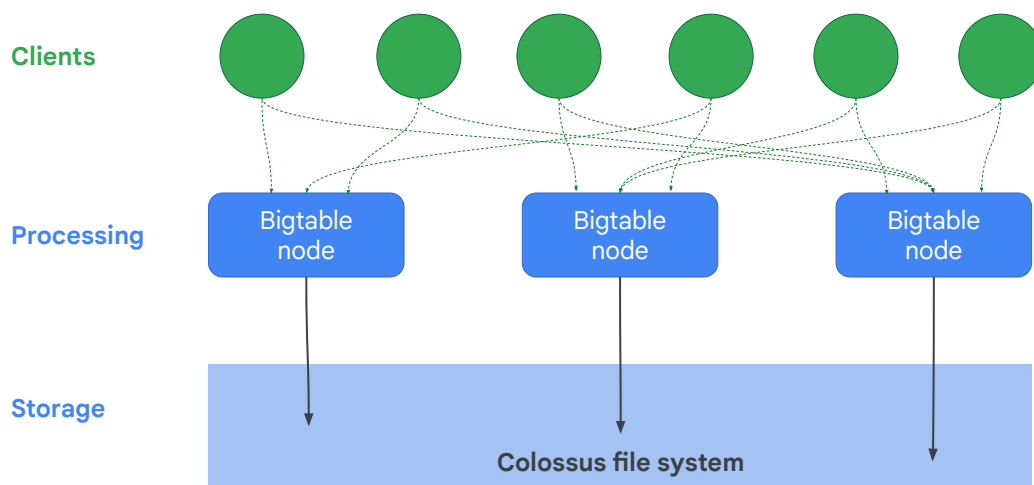 Clients
Processing
Bigtable
node
Bigtable
node
Bigtable
node
Storage
Colossus file system